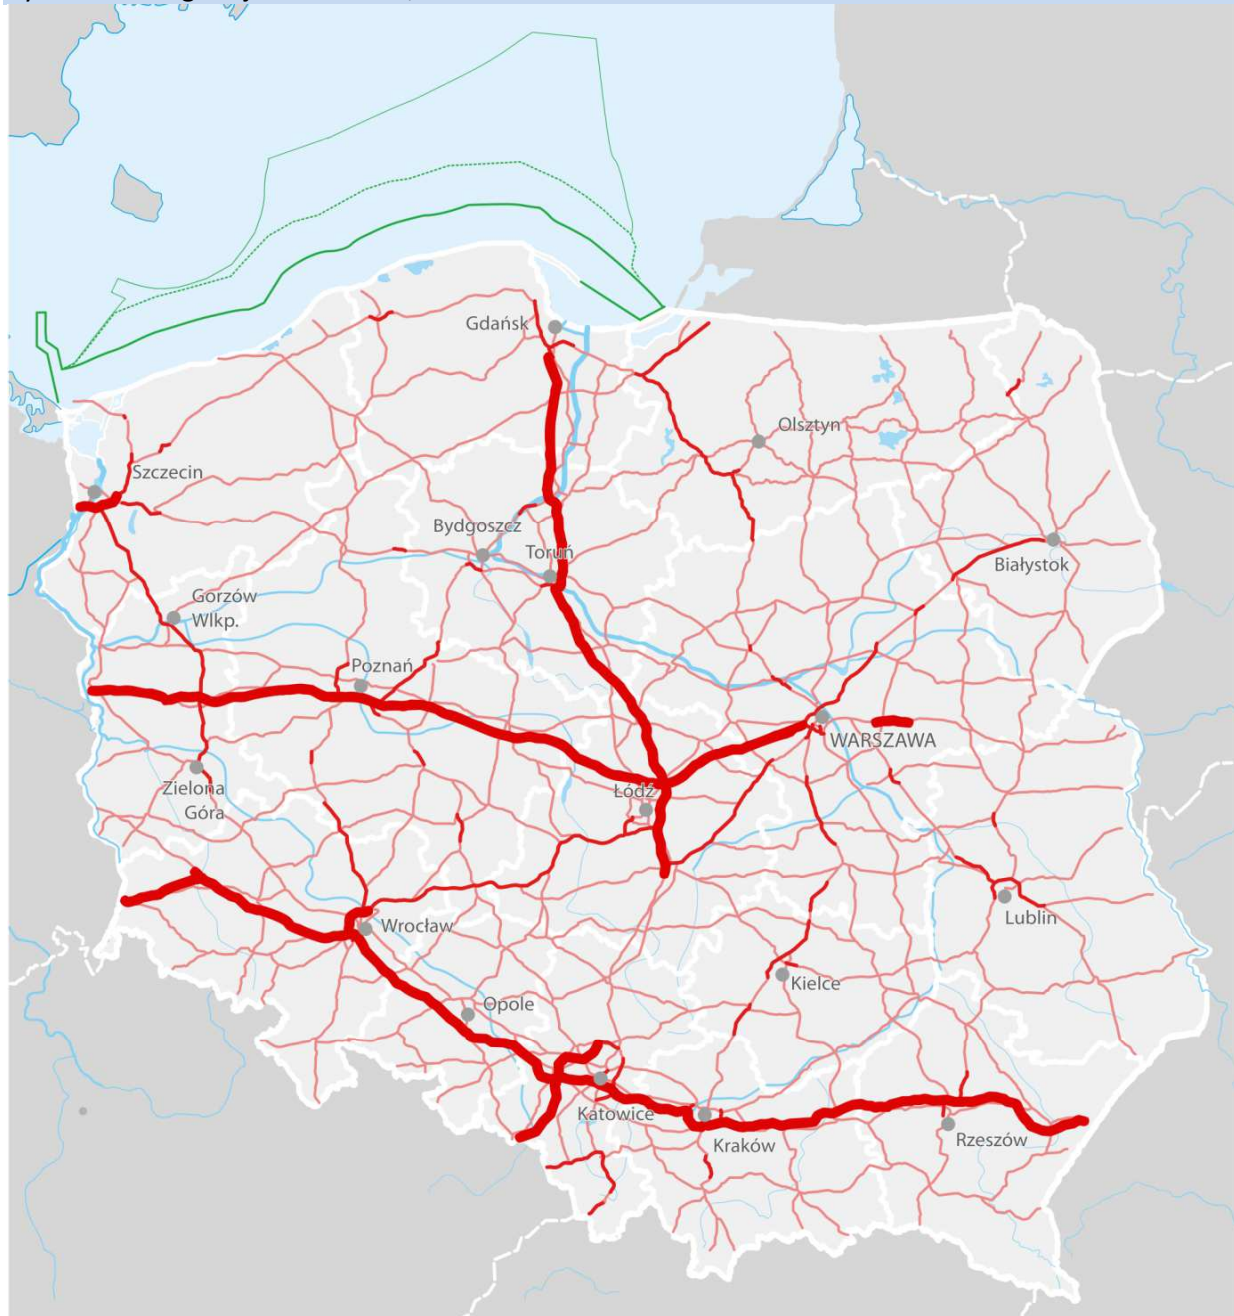 Gdańsk
Olsztyn
Szczecin
Bydgoszcz
Toruń
Białystok
Gorzów
Wlkp.
Poznań
WARSZAWA
Zielona
Góra
Łódź
Lublin
Wrocław
Kielce
Opole
Katowice
Kraków
Rzeszów